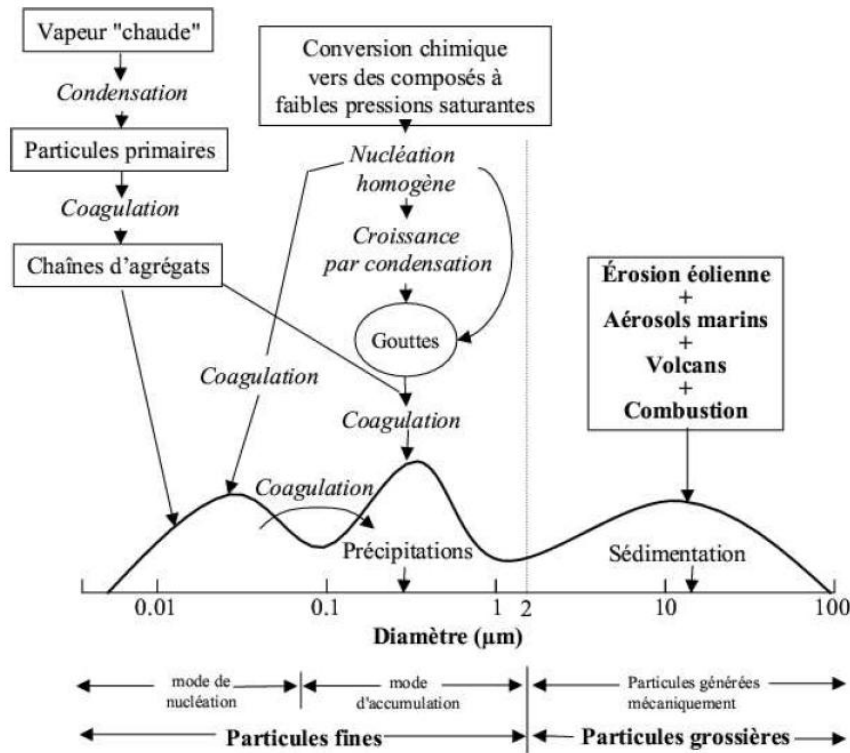 Vapeur "chaude"
Condensation
Particules primaires
Coagulation
Chaînes d'agrégats
Conversion chimique
vers des composés à
faibles pressions saturantes
Nucléation
homogène
Croissance
par condensation
Gouttes
Coagulation
Coagulation
Érosion éolienne
+
Aérosols marins
+
Volcans
+
Combustion
Coagulation
Précipitations
Sédimentation
0.01
0.1
1
2
10
100
Diamètre (µm)
mode de
nucléation
mode
d'accumulation
Particules générées
mécaniquement
Particules fines
Particules grossières